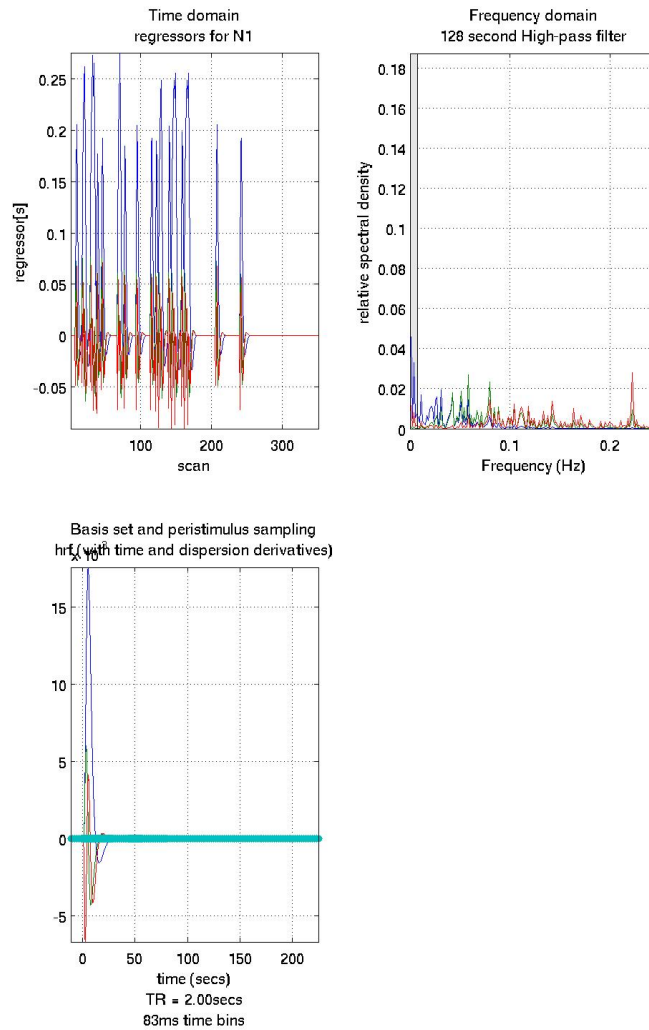 Time domain
regressors for N1
0.25
0.2
0.15
0.1
0.05
0
-0.05
regressor[s]
100
200
300
scan
Frequency domain
128 second High-pass filter
0.18
0.16
0.14
0.12
0.1
0.08
0.06
0.04
0.02
0
relative spectral density
0
0.1
0.2
Frequency (Hz)
Basis set and peristimulus sampling
hrf (with time and dispersion derivatives)
x 10
15
10
5
0
-5
0
50
100
150
200
time (secs)
TR = 2.00secs
83ms time bins